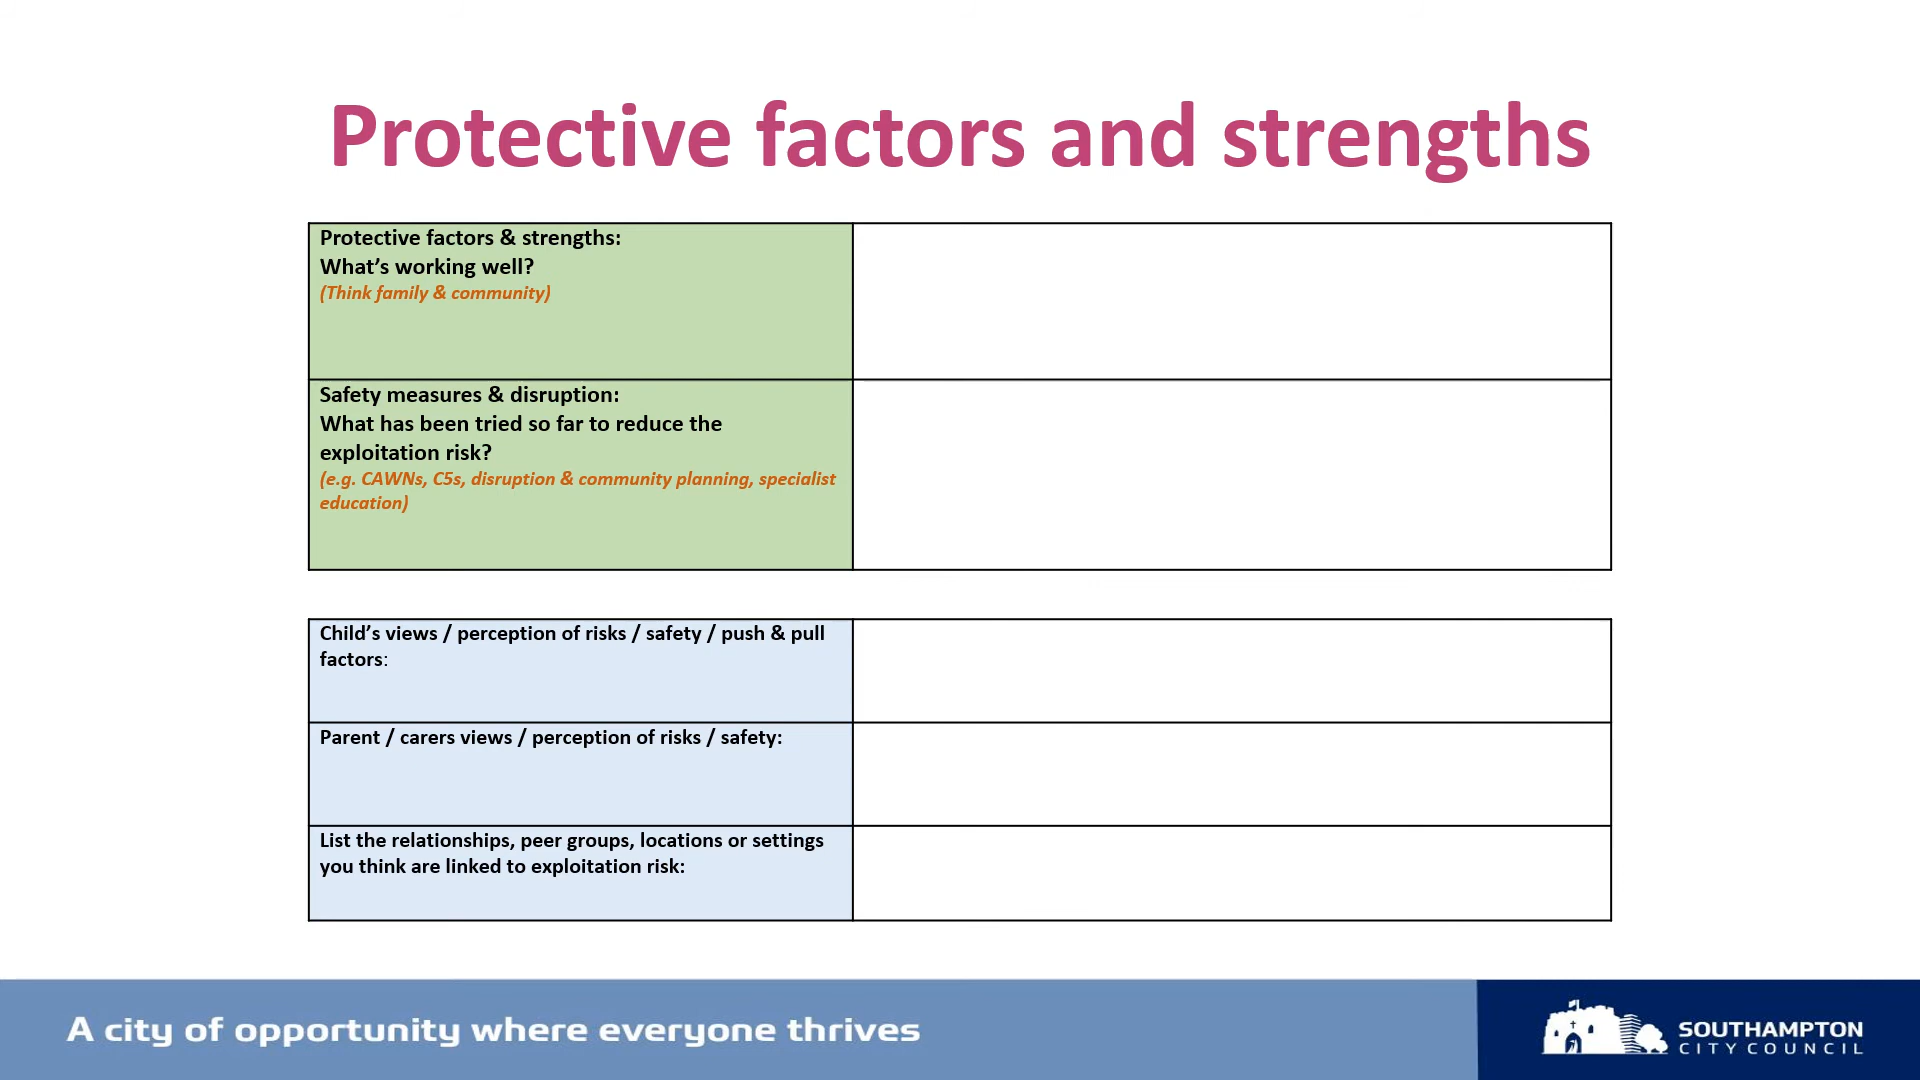 Protective factors and strengths
Protective factors & strengths:
What’s working well?
(Think family & community)
Safety measures & disruption:
What has been tried so far to reduce the
exploitation risk?
(e.g. CAWNs, C5s, disruption & community planning, specialist
education)
Child’s views / perception of risks / safety / push & pull
factors:
Parent / carers views / perception of risks / safety:
List the relationships, peer groups, locations or settings
you think are linked to exploitation risk:
A city of opportunity where everyone thrives
SOUTHAMPTON
CITY COUNCIL